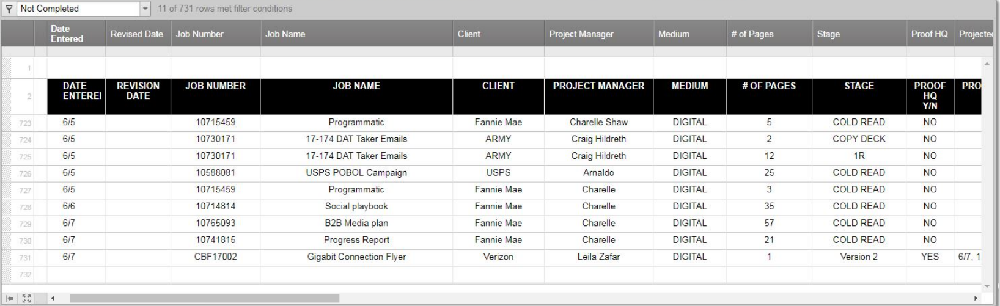 Not Completed 11 of 731 rows met filter conditions
Date Entered Revised Date Job Number Job Name Client Project Manager Medium # of Pages Stage Proof HQ Projected
1
2 DATE ENTERE REVISION DATE JOB NUMBER JOB NAME CLIENT PROJECT MANAGER MEDIUM # OF PAGES STAGE PROOF HQ Y/N PRO
723 6/5 10715459 Programmatic Fannie Mae Charelle Shaw DIGITAL 5 COLD READ NO
724 6/5 10730171 17-174 DAT Taker Emails ARMY Craig Hildreth DIGITAL 2 COPY DECK NO
725 6/5 10730171 17-174 DAT Taker Emails ARMY Craig Hildreth DIGITAL 12 1R NO
726 6/5 10588081 USPS POBOL Campaign USPS Arnaldo DIGITAL 25 COLD READ NO
727 6/5 10715459 Programmatic Fannie Mae Charelle DIGITAL 3 COLD READ NO
728 6/6 10714814 Social playbook Fannie Mae Charelle DIGITAL 35 COLD READ NO
729 6/7 10765093 B2B Media plan Fannie Mae Charelle DIGITAL 57 COLD READ NO
730 6/7 10741815 Progress Report Fannie Mae Charelle DIGITAL 21 COLD READ NO
731 6/7 CBF17002 Gigabit Connection Flyer Verizon Leila Zafar DIGITAL 1 Version 2 YES 6/7, 1
732